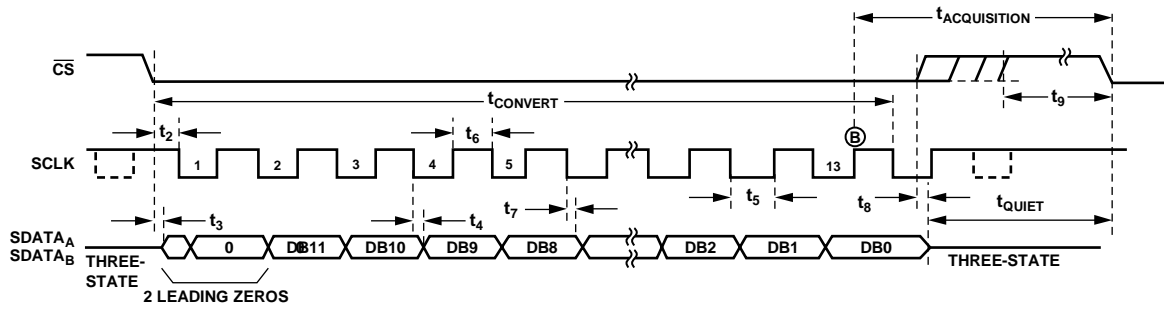 tACQUISITION
CS
tCONVERT
t9
t2
t6
B
SCLK
1 2 3 4 5 13
t3
t4
t7
t5
t8
tQUIET
SDATAA
SDATAB
0 DB11 DB10 DB9 DB8 DB2 DB1 DB0
THREE-
STATE
THREE-STATE
2 LEADING ZEROS